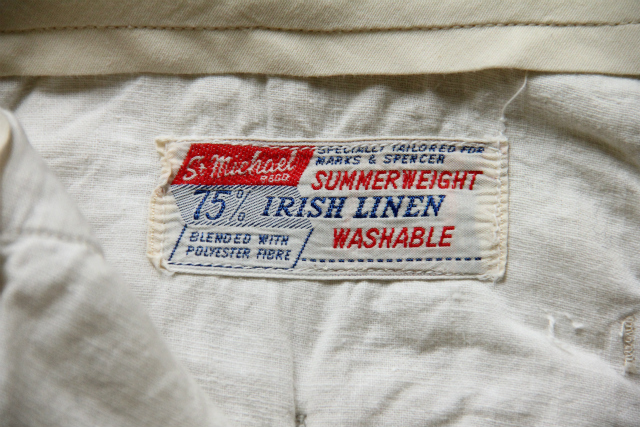 St Michael
REGD.
75%
BLENDED WITH
POLYESTER FIBRE
SPECIALLY TAILORED FOR
MARKS & SPENCER
SUMMERWEIGHT
IRISH LINEN
WASHABLE